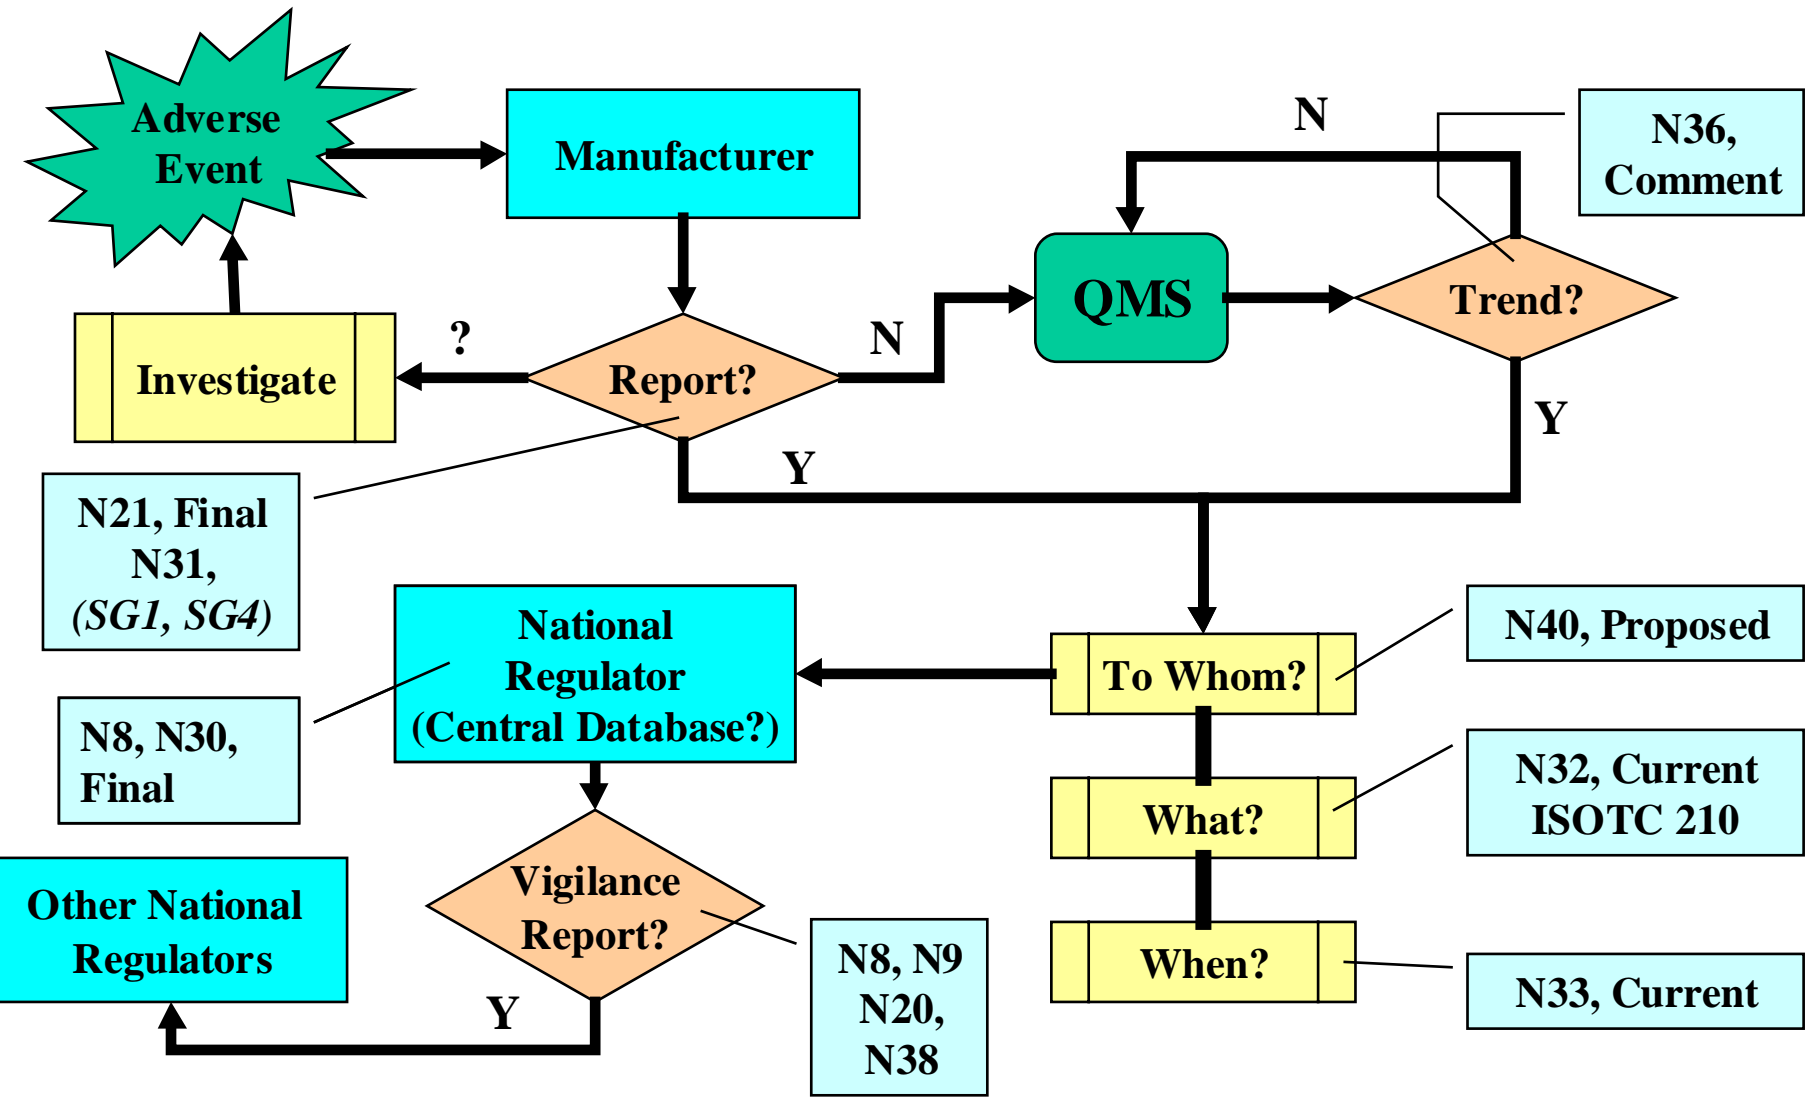 Adverse
Event
Manufacturer
N
N36,
Comment
QMS
Trend?
?
N
Investigate
Report?
Y
Y
N21, Final
N31,
(SG1, SG4)
National
Regulator
(Central Database?)
To Whom?
N40, Proposed
N8, N30,
Final
What?
N32, Current
ISOTC 210
Vigilance
Report?
Other National
Regulators
N8, N9
N20,
N38
When?
N33, Current
Y